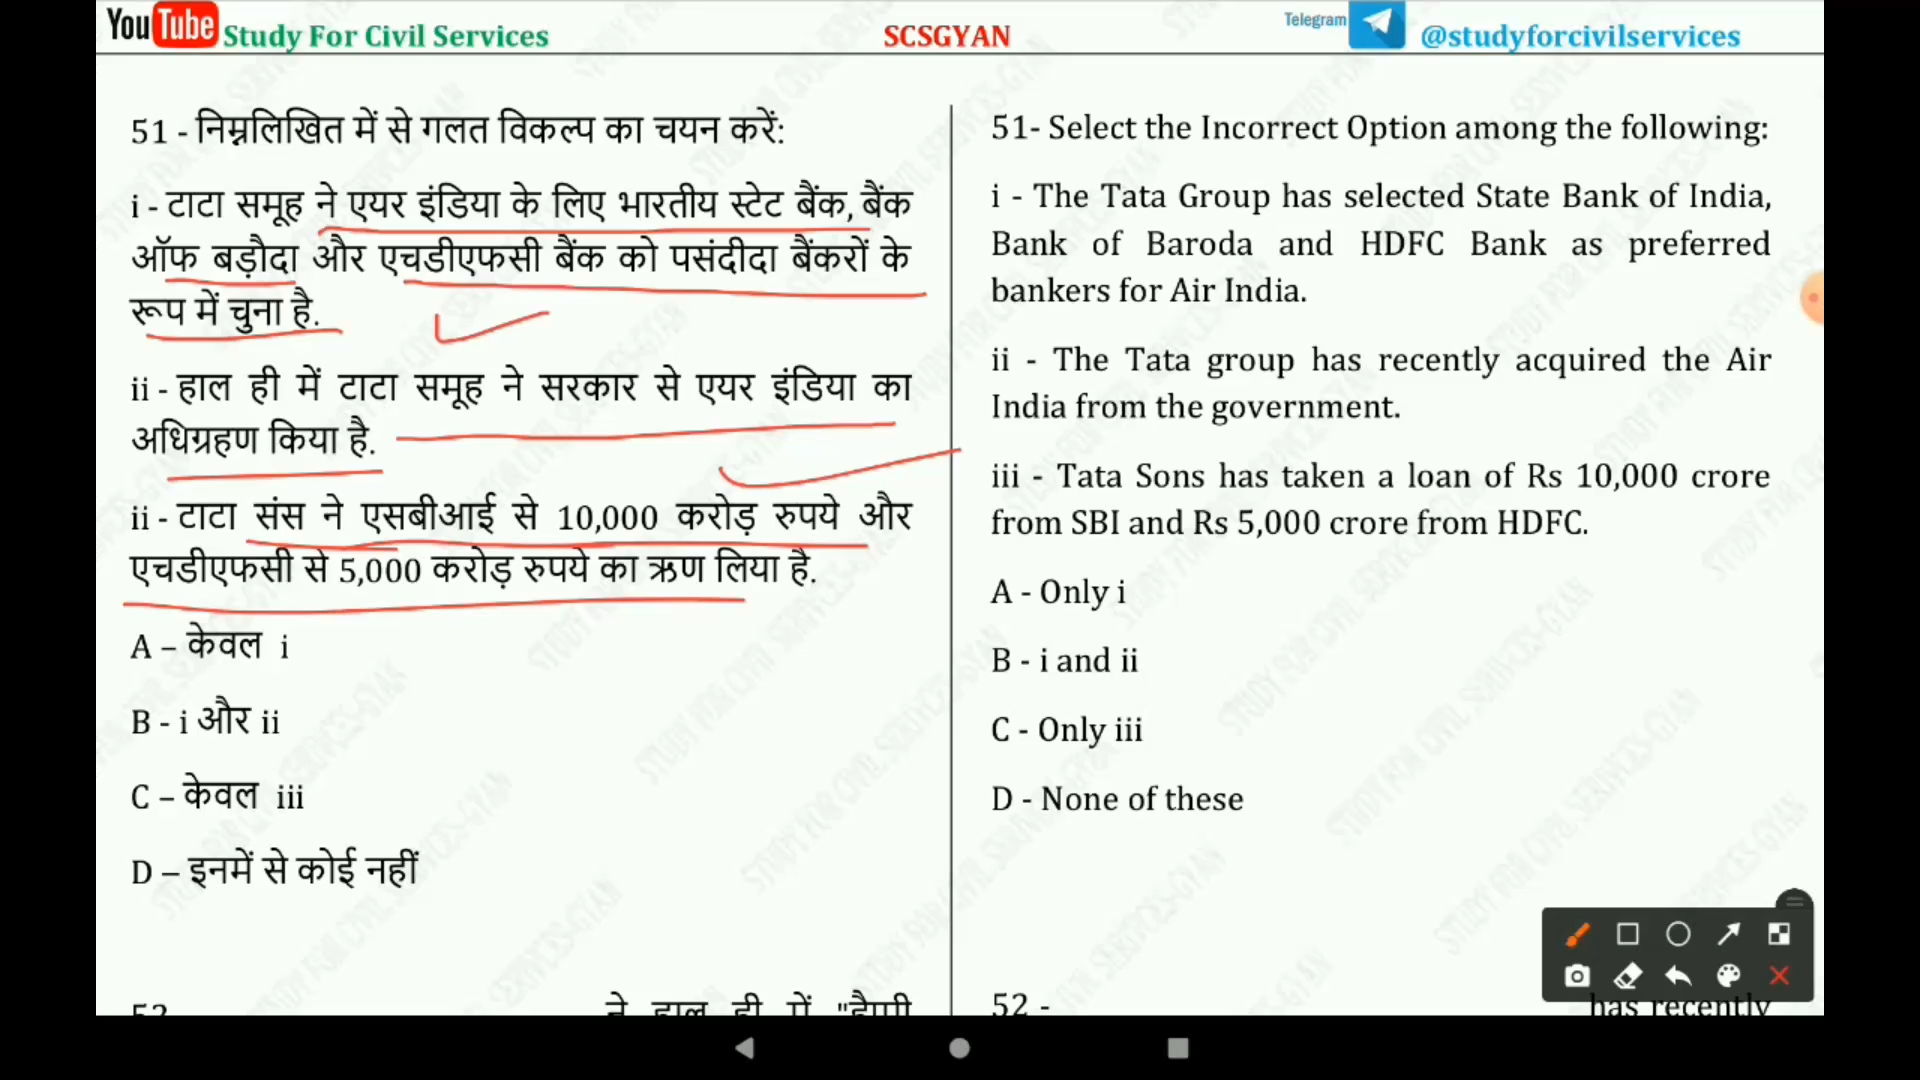 YouTube Study For Civil Services
SCSGYAN
Telegram @studyforcivilservices
51 - निम्नलिखित में से गलत विकल्प का चयन करें:
i - टाटा समूह ने एयर इंडिया के लिए भारतीय स्टेट बैंक, बैंक
ऑफ बड़ौदा और एचडीएफसी बैंक को पसंदीदा बैंकरों के
रूप में चुना है.
ii - हाल ही में टाटा समूह ने सरकार से एयर इंडिया का
अधिग्रहण किया है.
ii - टाटा संस ने एसबीआई से 10,000 करोड़ रुपये और
एचडीएफसी से 5,000 करोड़ रुपये का ऋण लिया है.
A – केवल i
B - i और ii
C – केवल iii
D – इनमें से कोई नहीं
51- Select the Incorrect Option among the following:
i - The Tata Group has selected State Bank of India,
Bank of Baroda and HDFC Bank as preferred
bankers for Air India.
ii - The Tata group has recently acquired the Air
India from the government.
iii - Tata Sons has taken a loan of Rs 10,000 crore
from SBI and Rs 5,000 crore from HDFC.
A - Only i
B - i and ii
C - Only iii
D - None of these
ने हाल ही में "हैप्पी
52 - has recently